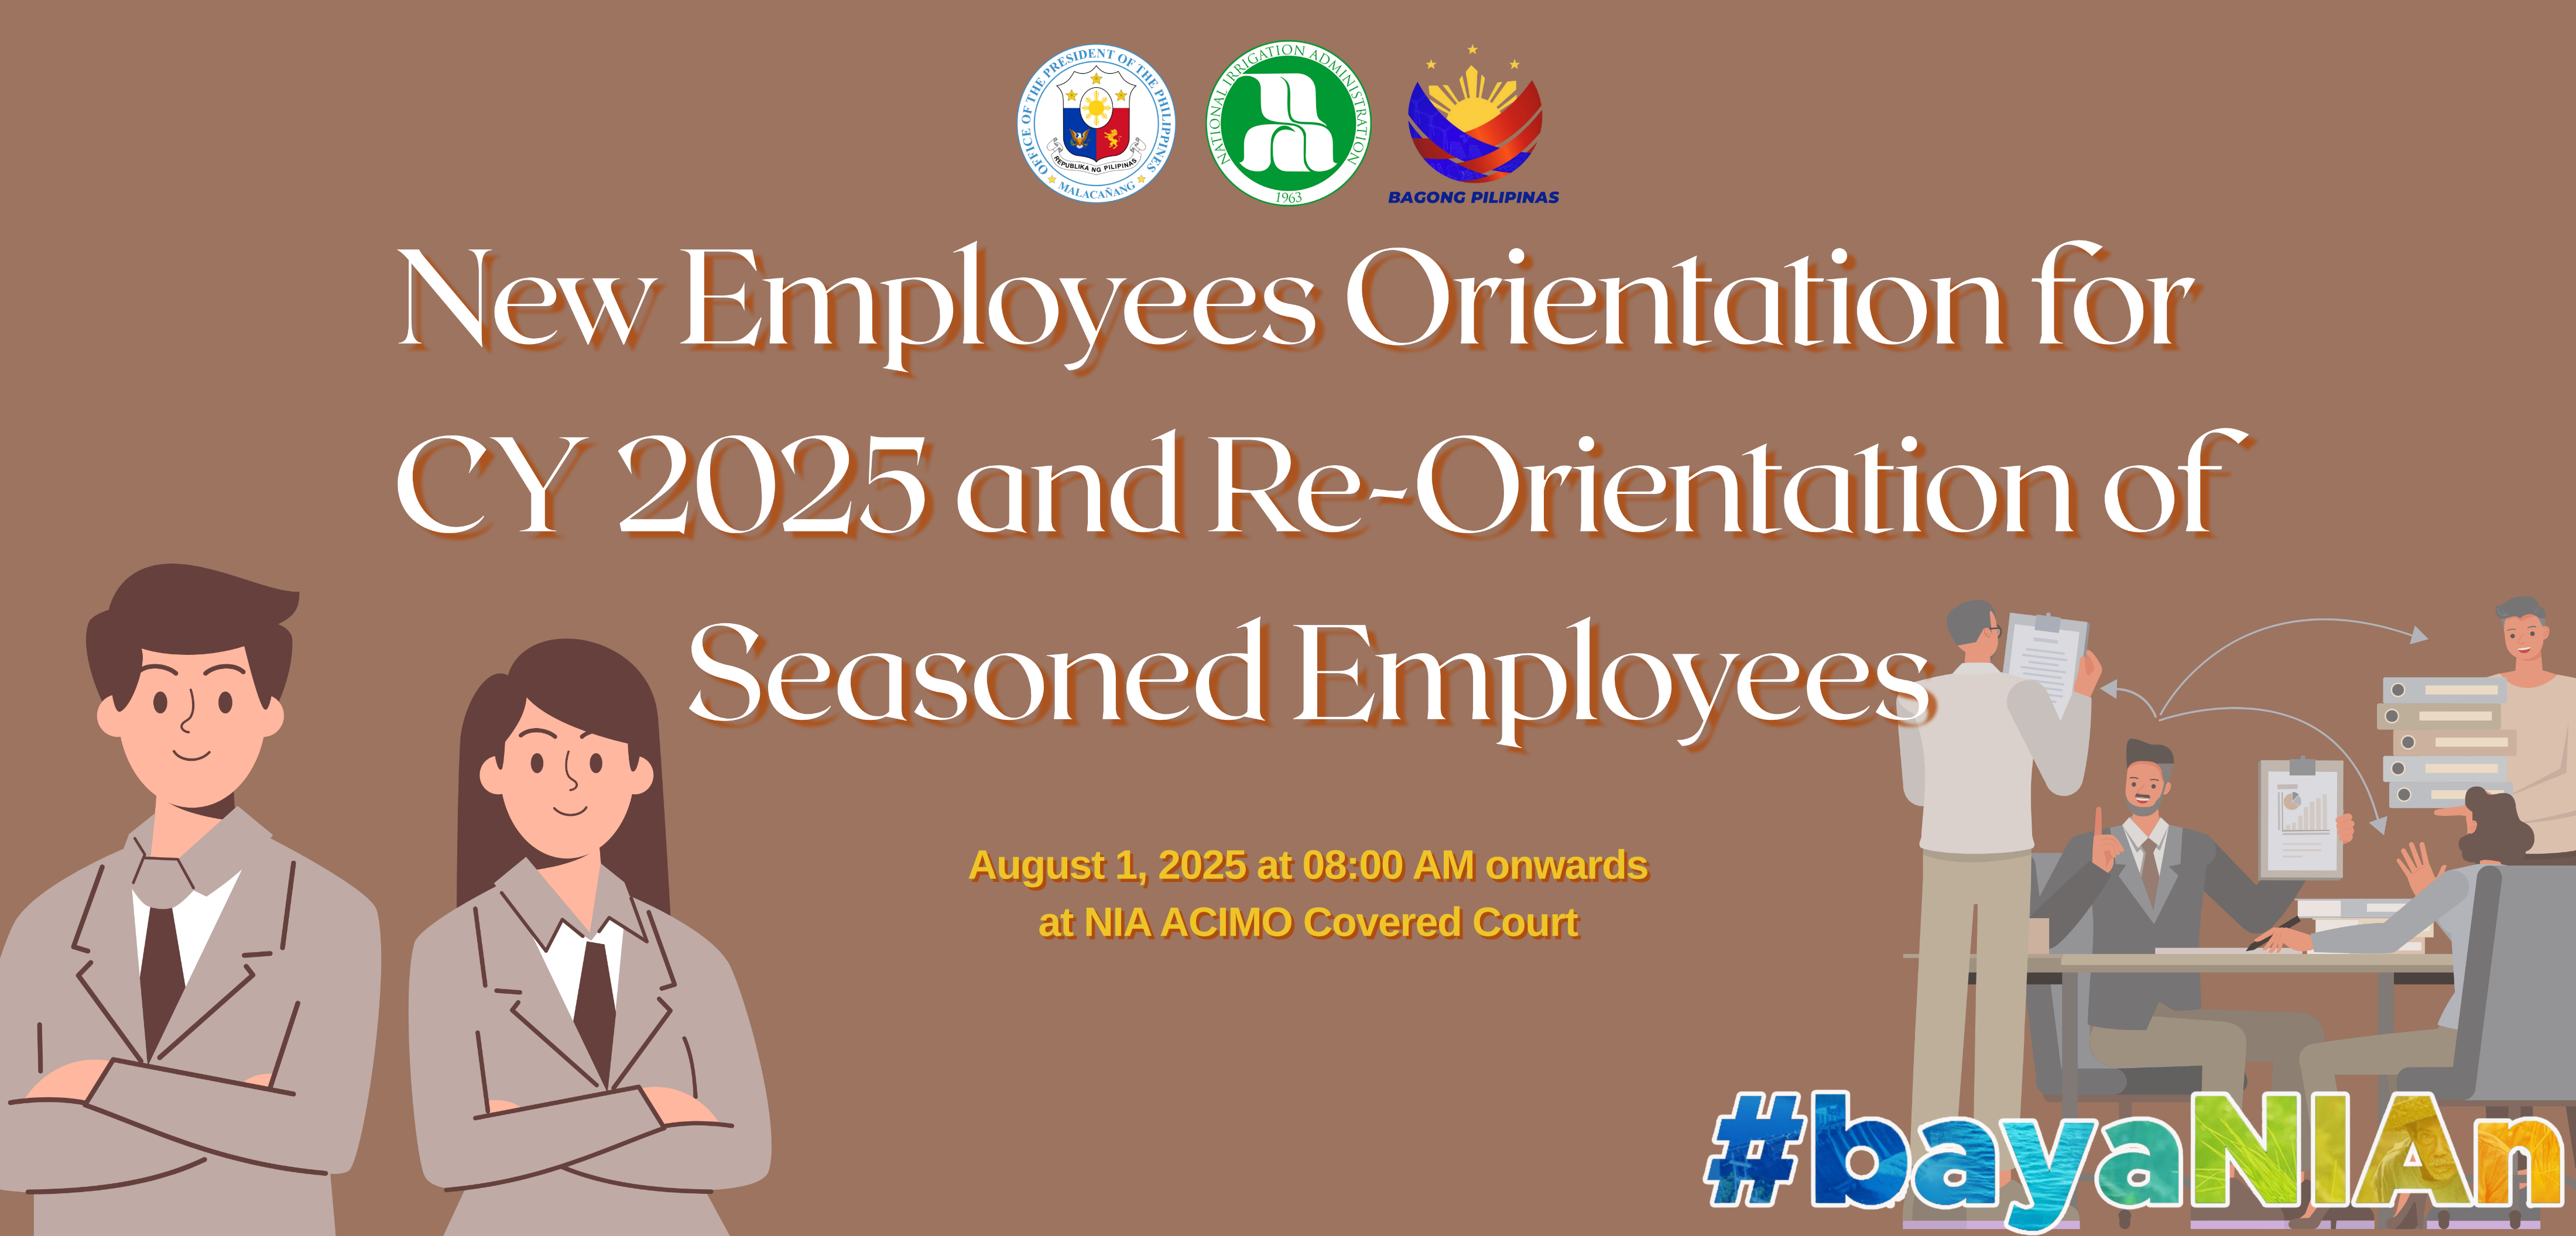 OFFICE OF THE PRESIDENT OF THE PHILIPPINES
REPUBLIKA NG PILIPINAS
MALACAÑANG
NATIONAL IRRIGATION ADMINISTRATION
1963
BAGONG PILIPINAS
New Employees Orientation for
CY 2025 and Re-Orientation of
Seasoned Employees
August 1, 2025 at 08:00 AM onwards
at NIA ACIMO Covered Court
#bayaNIAn